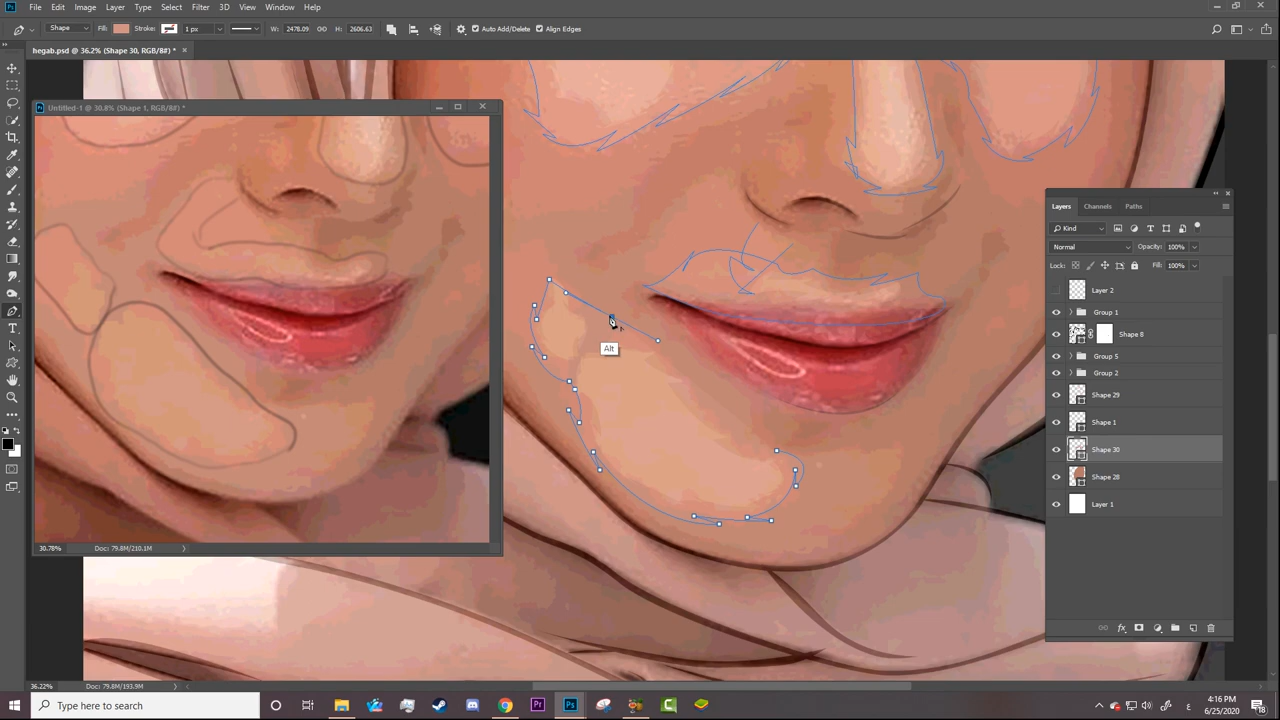 File Edit Image Layer Type Select Filter 3D View Window Help
Shape Fill: Stroke: 1 px W: 2478.09 H: 2606.63 Auto Add/Delete Align Edges
hegab.psd @ 36.2% (Shape 30, RGB/8#) *
Untitled-1 @ 30.8% (Shape 1, RGB/8#) *
Alt
30.78% Doc: 79.8M/210.1M
Layers Channels Paths
Kind
Normal Opacity: 100%
Lock: Fill: 100%
Layer 2
Group 1
Shape 8
Group 5
Group 2
Shape 29
Shape 1
Shape 30
Shape 28
Layer 1
fx
36.22% Doc: 79.8M/193.9M
Type here to search
4:16 PM
6/25/2020